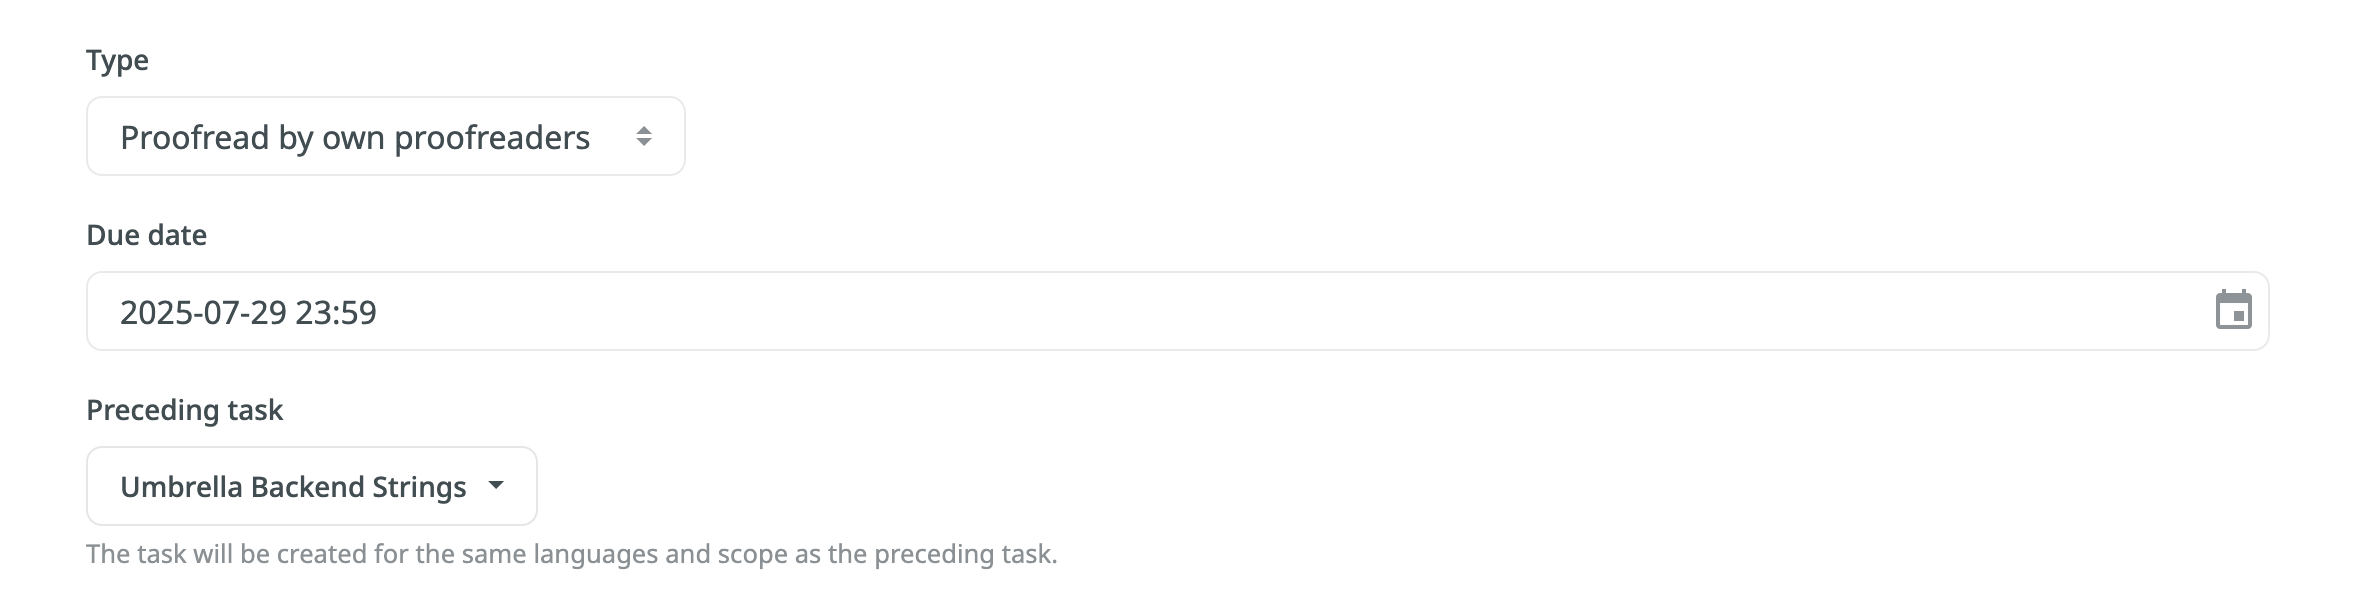 Type
Proofread by own proofreaders
Due date
2025-07-29 23:59
Preceding task
Umbrella Backend Strings
The task will be created for the same languages and scope as the preceding task.